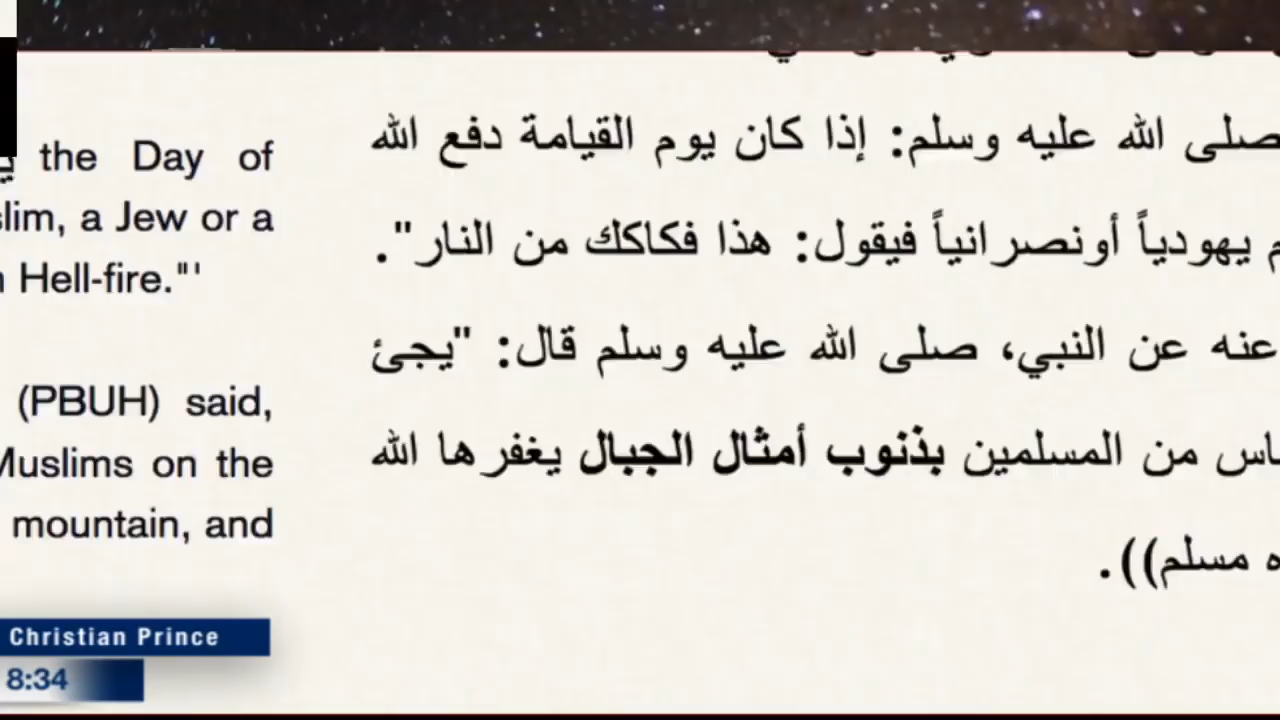 the Day of
slim, a Jew or a
n Hell-fire."'
(PBUH) said,
Muslims on the
mountain, and
صلى الله عليه وسلم: إذا كان يوم القيامة دفع الله
م يهودياً أونصرانياً فيقول: هذا فكاكك من النار".
عنه عن النبي، صلى الله عليه وسلم قال: "يجئ
ناس من المسلمين بذنوب أمثال الجبال يغفرها الله
ه مسلم)).
Christian Prince
8:34